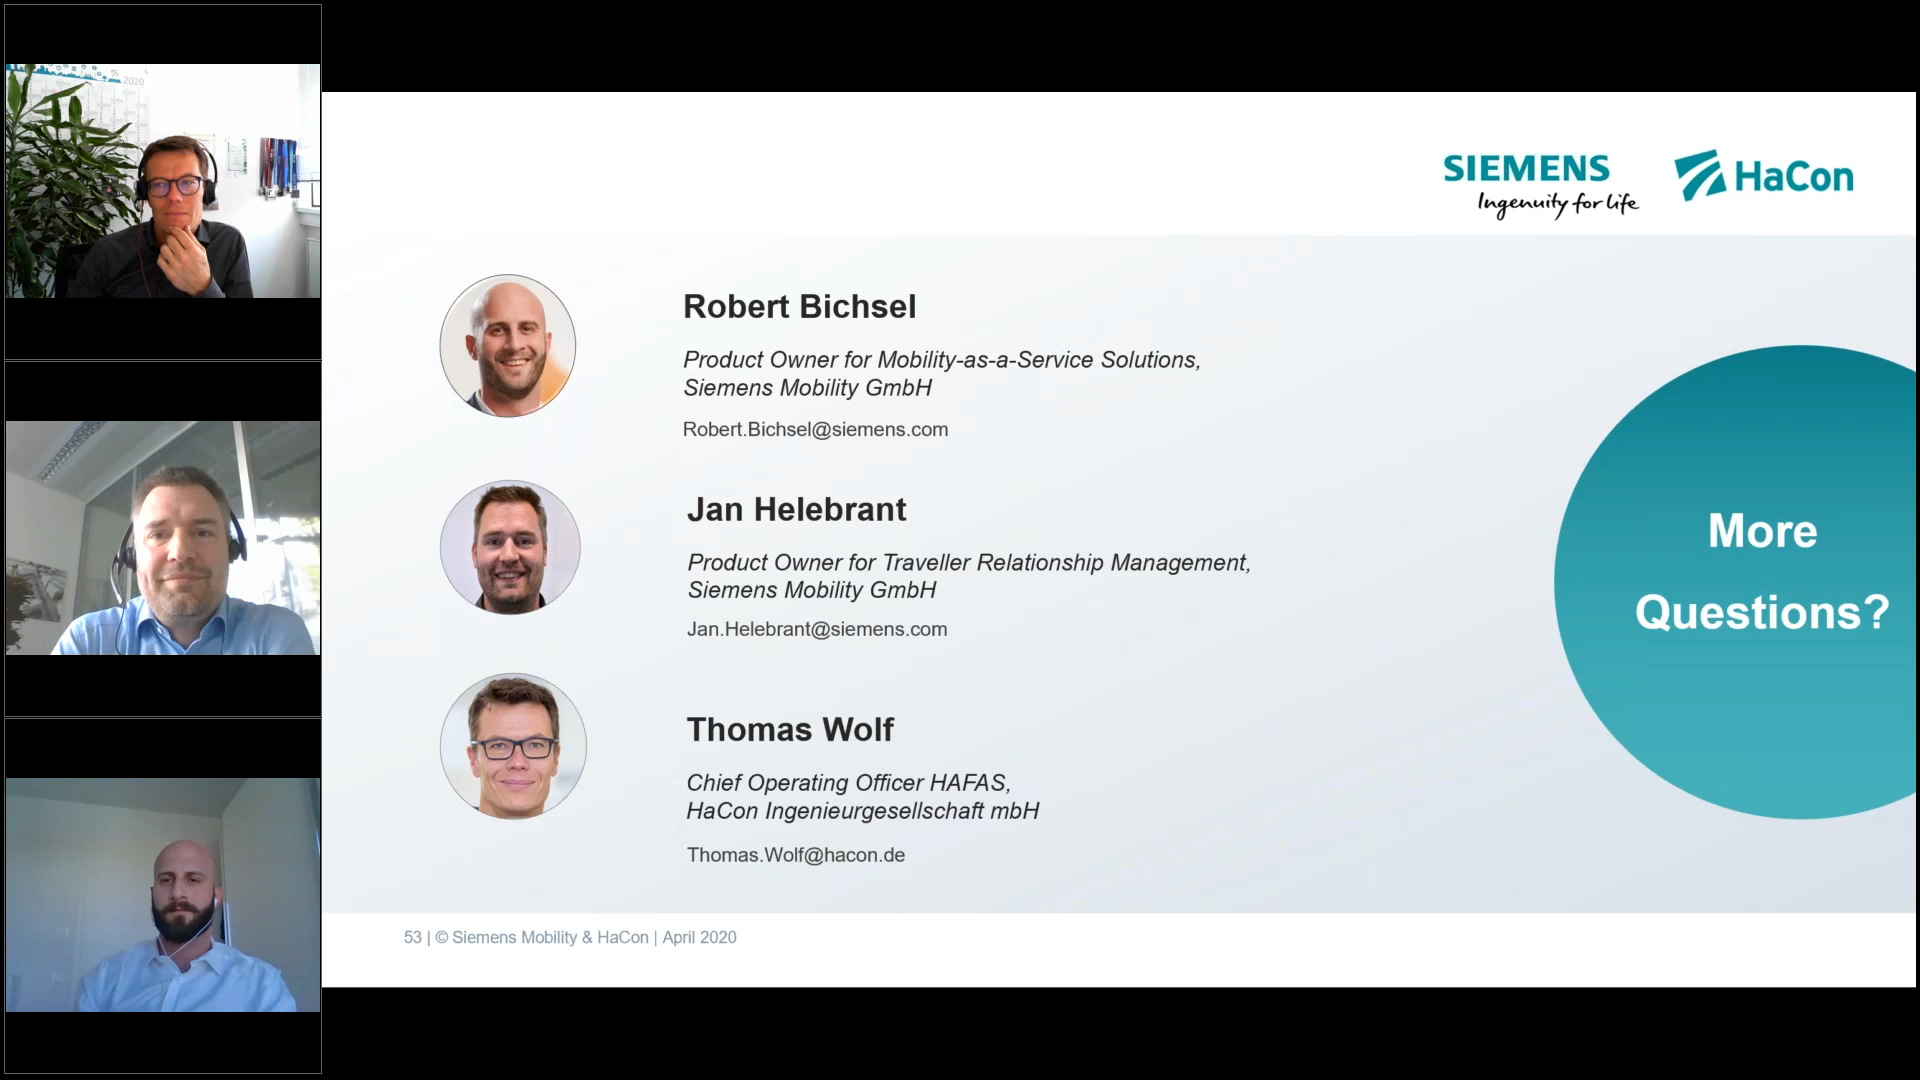 2020
SIEMENS
Ingenuity for life
HaCon
Robert Bichsel
Product Owner for Mobility-as-a-Service Solutions,
Siemens Mobility GmbH
Robert.Bichsel@siemens.com
Jan Helebrant
Product Owner for Traveller Relationship Management,
Siemens Mobility GmbH
Jan.Helebrant@siemens.com
Thomas Wolf
Chief Operating Officer HAFAS,
HaCon Ingenieurgesellschaft mbH
Thomas.Wolf@hacon.de
More
Questions?
53 | © Siemens Mobility & HaCon | April 2020